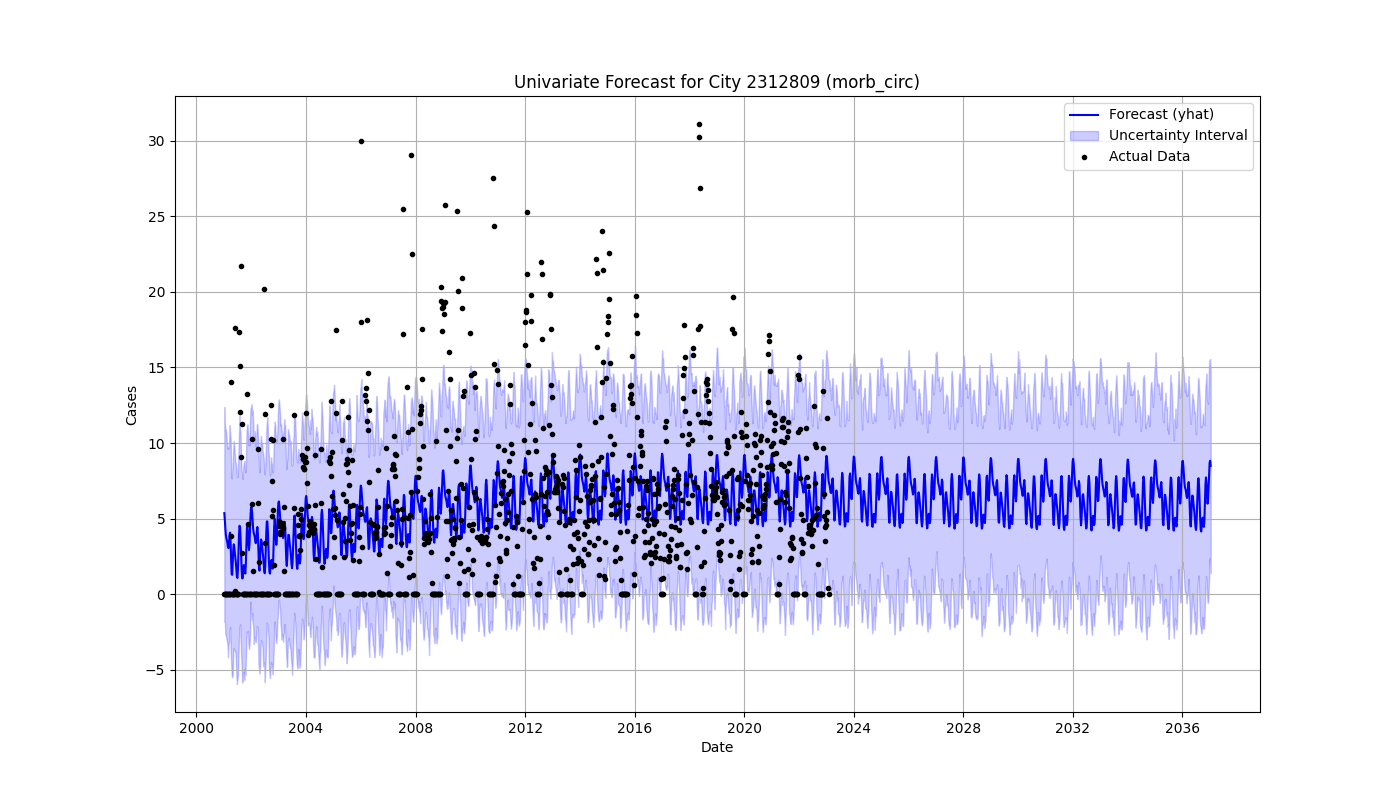 Univariate Forecast for City 2312809 (morb_circ)
Forecast (yhat)
Uncertainty Interval
Actual Data
30
25
20
15
10
5
0
−5
Cases
2000 2004 2008 2012 2016 2020 2024 2028 2032 2036
Date